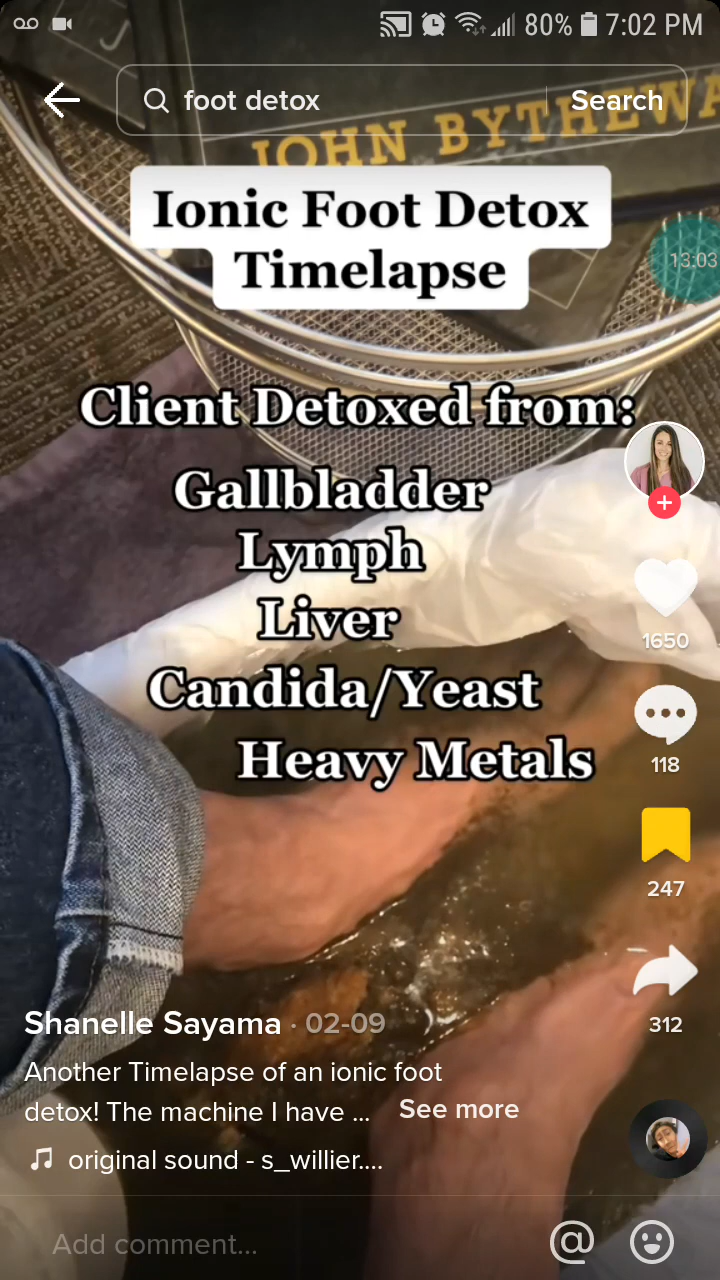 80% 7:02 PM
foot detox Search
JOHN BYTHEWA
Ionic Foot Detox
Timelapse
13:03
Client Detoxed from:
Gallbladder
Lymph
Liver
Candida/Yeast
Heavy Metals
1650
118
247
312
Shanelle Sayama · 02-09
Another Timelapse of an ionic foot
detox! The machine I have ... See more
original sound - s_willier....
Add comment...